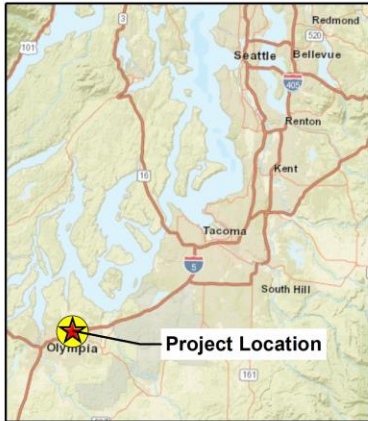 Redmond
3
520
101
Seattle
Bellevue
405
Renton
Kent
16
Tacoma
5
South Hill
Project Location
Olympia
161